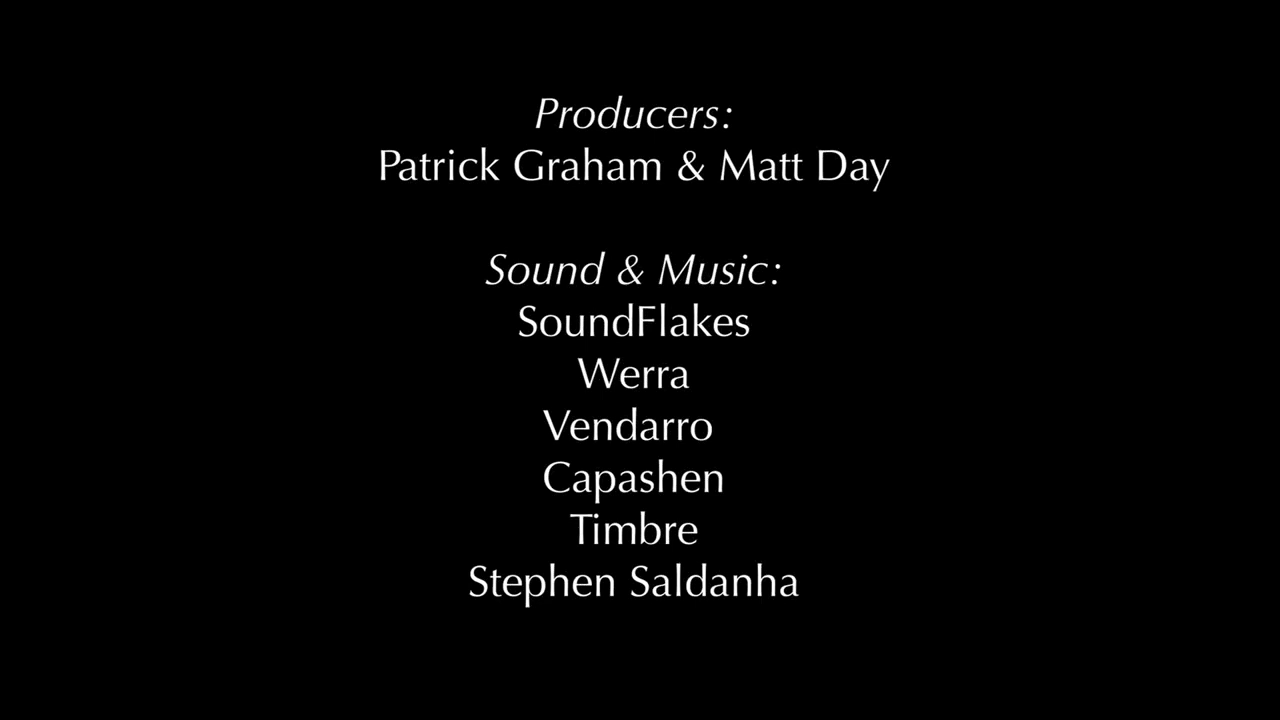 Producers:
Patrick Graham & Matt Day
Sound & Music:
SoundFlakes
Werra
Vendarro
Capashen
Timbre
Stephen Saldanha